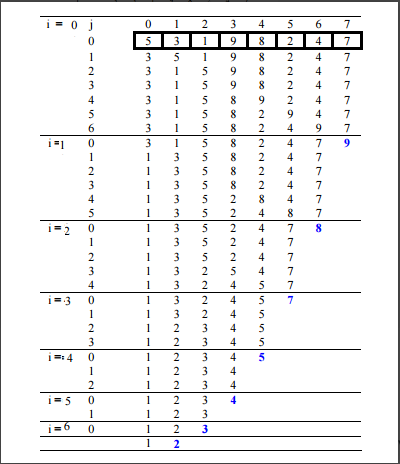 i = 0 j 0 1 2 3 4 5 6 7
0 5 3 1 9 8 2 4 7
1 3 5 1 9 8 2 4 7
2 3 1 5 9 8 2 4 7
3 3 1 5 9 8 2 4 7
4 3 1 5 8 9 2 4 7
5 3 1 5 8 2 9 4 7
6 3 1 5 8 2 4 9 7
i =1 0 3 1 5 8 2 4 7 9
1 1 3 5 8 2 4 7
2 1 3 5 8 2 4 7
3 1 3 5 8 2 4 7
4 1 3 5 2 8 4 7
5 1 3 5 2 4 8 7
i = 2 0 1 3 5 2 4 7 8
1 1 3 5 2 4 7
2 1 3 5 2 4 7
3 1 3 2 5 4 7
4 1 3 2 4 5 7
i = 3 0 1 3 2 4 5 7
1 1 3 2 4 5
2 1 2 3 4 5
3 1 2 3 4 5
i =: 4 0 1 2 3 4 5
1 1 2 3 4
2 1 2 3 4
i = 5 0 1 2 3 4
1 1 2 3
i = 6 0 1 2 3
1 2